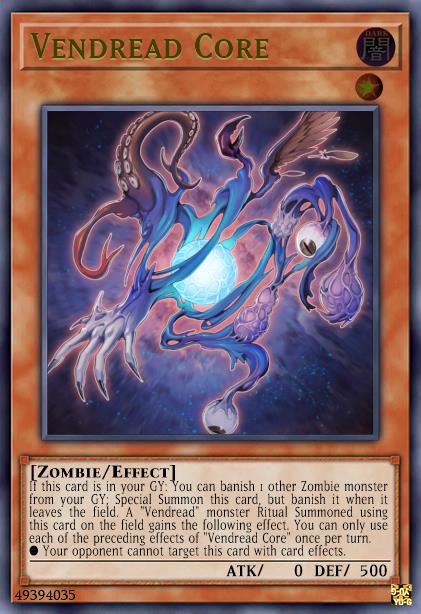 VENDREAD CORE
DARK
闇
[ZOMBIE/EFFECT]
If this card is in your GY: You can banish 1 other Zombie monster
from your GY; Special Summon this card, but banish it when it
leaves the field. A "Vendread" monster Ritual Summoned using
this card on the field gains the following effect. You can only use
each of the preceding effects of "Vendread Core" once per turn.
● Your opponent cannot target this card with card effects.
ATK/ 0 DEF/ 500
49394035